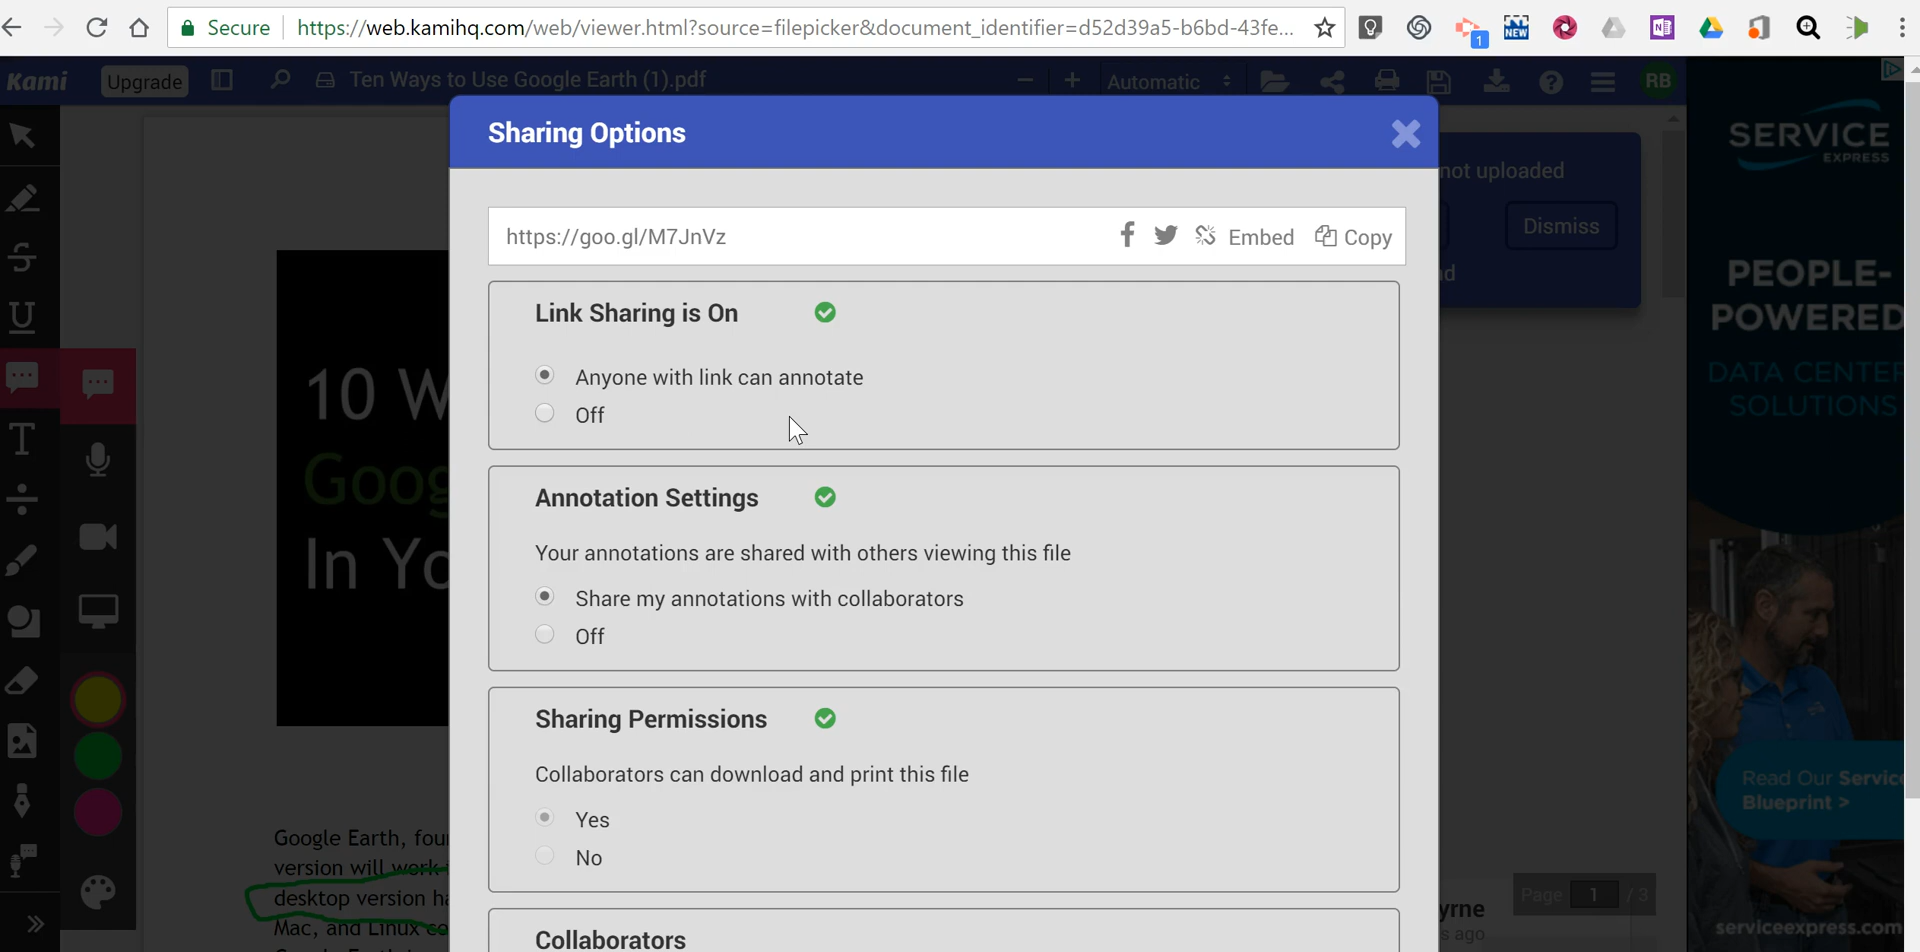 Secure https://web.kamihq.com/web/viewer.html?source=filepicker&document_identifier=d52d39a5-b6bd-43fe...
1
NEW
Kami Upgrade Ten Ways to Use Google Earth (1).pdf Automatic RB
Sharing Options
not uploaded
Dismiss
https://goo.gl/M7JnVz Embed Copy
Link Sharing is On
Anyone with link can annotate
Off
Annotation Settings
Your annotations are shared with others viewing this file
Share my annotations with collaborators
Off
Sharing Permissions
Collaborators can download and print this file
Yes
No
Collaborators
10 W
Goog
In Yo
Google Earth, four
version will work
desktop version ha
Mac, and Linux co
Page 1 / 3
yrne
s ago
SERVICE
EXPRESS
PEOPLE-
POWERED
DATA CENTER
SOLUTIONS
Read Our Service
Blueprint >
serviceexpress.com